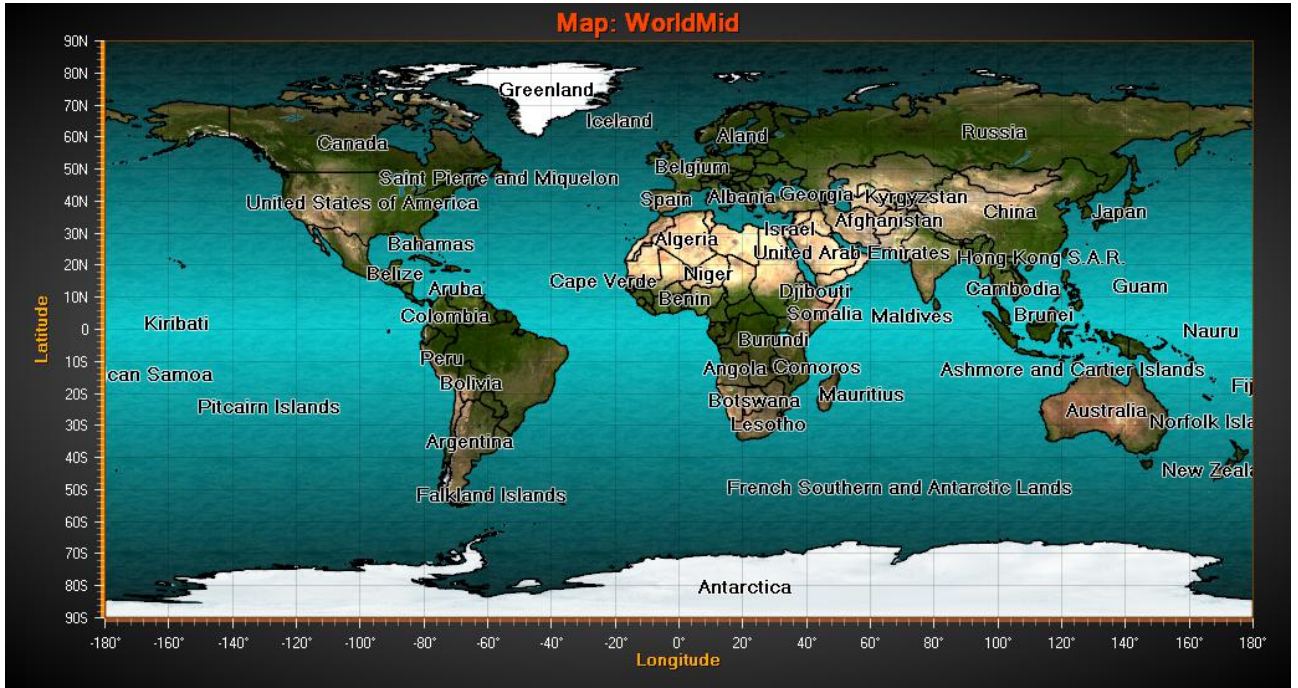 Map: WorldMid
90N
80N
70N
60N
50N
40N
30N
20N
10N
0
10S
20S
30S
40S
50S
60S
70S
80S
90S
Latitude
Greenland
Iceland
Canada
Aland
Russia
Belgium
Saint Pierre and Miquelon
Spain
Albania
Georgia
Kyrgyzstan
United States of America
Afghanistan
China
Japan
Bahamas
Algeria
Israel
United Arab Emirates
Hong Kong S.A.R.
Belize
Cape Verde
Niger
Aruba
Benin
Djibouti
Cambodia
Guam
Kiribati
Colombia
Somalia
Maldives
Brunei
Nauru
Burundi
Peru
can Samoa
Bolivia
Angola
Comoros
Ashmore and Cartier Islands
Fij
Pitcairn Islands
Botswana
Mauritius
Australia
Lesotho
Norfolk Isla
Argentina
New Zeala
Falkland Islands
French Southern and Antarctic Lands
Antarctica
-180° -160° -140° -120° -100° -80° -60° -40° -20° 0° 20° 40° 60° 80° 100° 120° 140° 160° 180°
Longitude